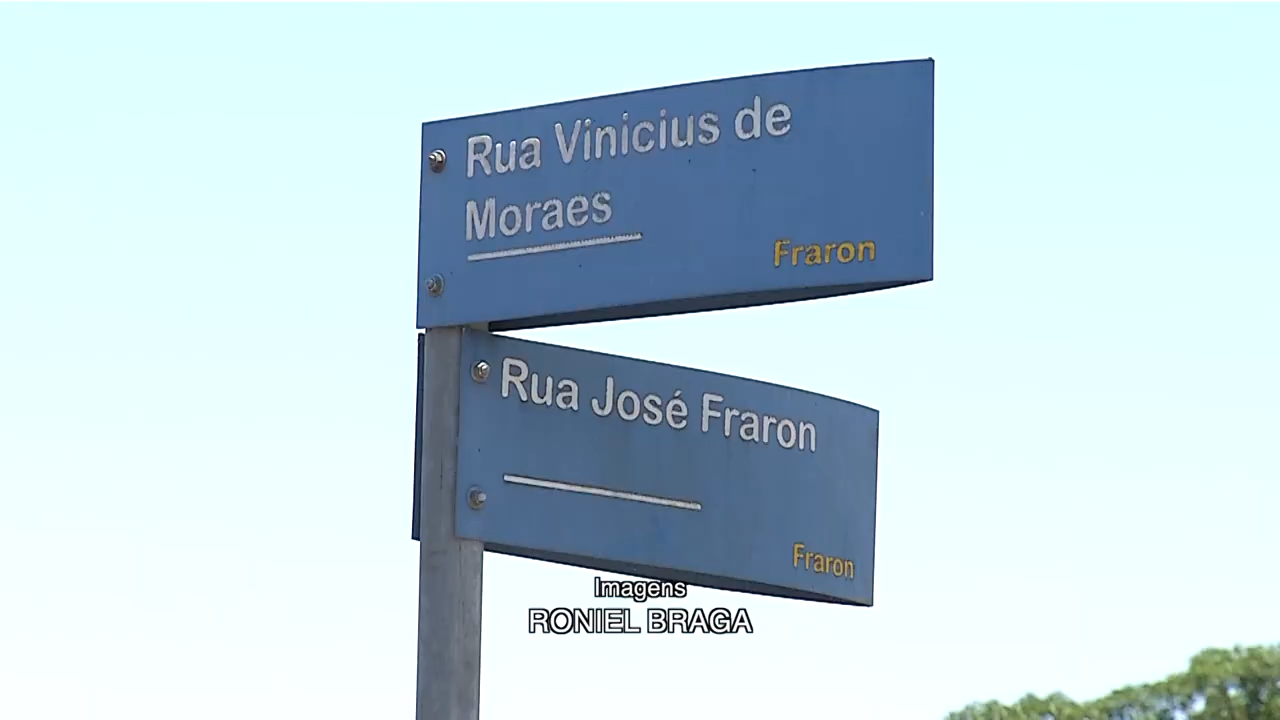 Rua Vinicius de
Moraes
Fraron
Rua José Fraron
Fraron
Imagens
RONIEL BRAGA